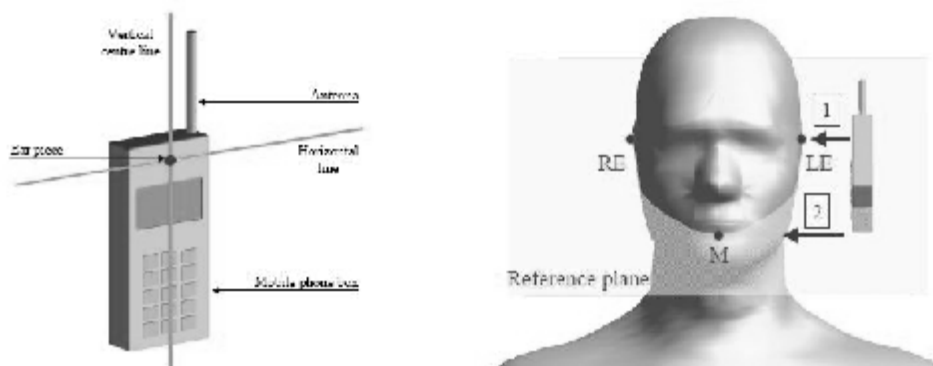 Vertical
centre line
Antenna
Ear piece
Horizontal
line
Mobile phone box
1
RE
LE
2
M
Reference plane